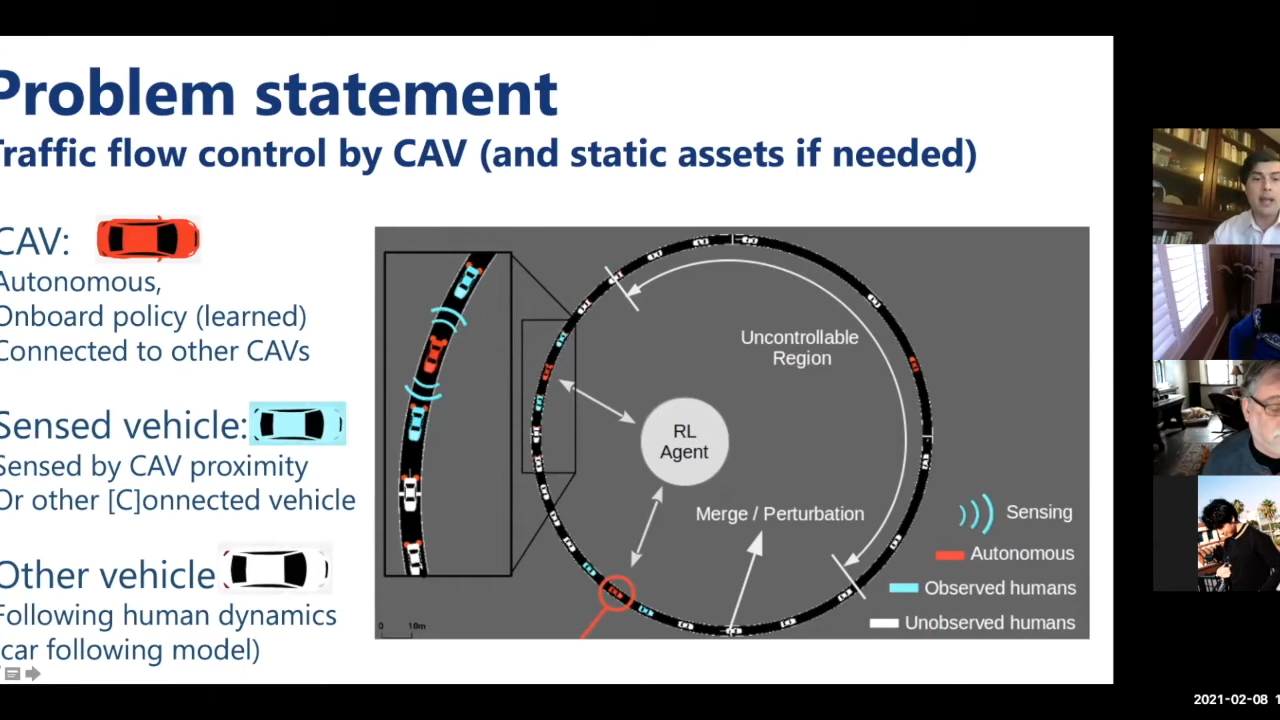 Problem statement
Traffic flow control by CAV (and static assets if needed)
CAV:
Autonomous,
Onboard policy (learned)
Connected to other CAVs
Sensed vehicle:
Sensed by CAV proximity
Or other [C]onnected vehicle
Other vehicle
Following human dynamics
car following model)
Uncontrollable
Region
RL
Agent
Merge / Perturbation
Sensing
Autonomous
Observed humans
Unobserved humans
0 10m
2021-02-08 1